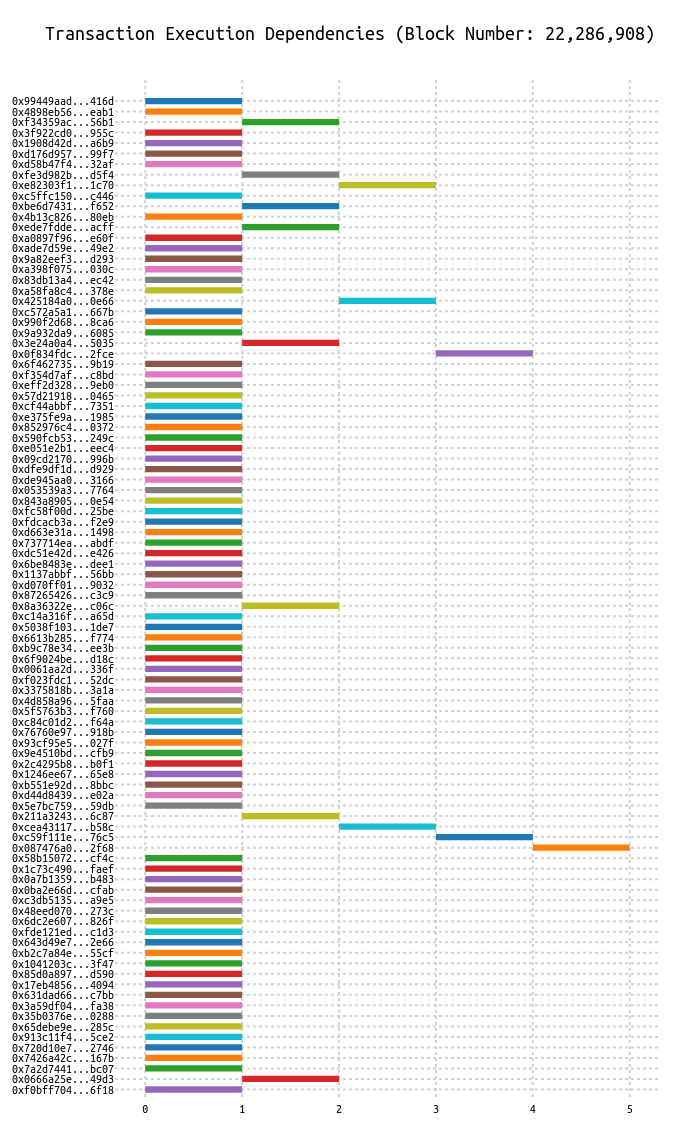 Transaction Execution Dependencies (Block Number: 22,286,908)
0x99449aad...416d
0x4898eb56...eab1
0xf34359ac...56b1
0x3f922cd0...955c
0x1908d42d...a6b9
0xd176d957...99f7
0xd58b47f4...32af
0xfe3d982b...d5f4
0xe82303f1...1c70
0xc5ffc150...c446
0xbe6d7431...f652
0x4b13c826...80eb
0xede7fdde...acff
0xa0897f96...e60f
0xade7d59e...49e2
0x9a82eef3...d293
0xa398f075...030c
0x83db13a4...ec42
0xa58fa8c4...378e
0x425184a0...0e66
0xc572a5a1...667b
0x990f2d68...8ca6
0x9a932da9...6085
0x3e24a0a4...5035
0x0f834fdc...2fce
0x6f462735...9b19
0xf354d7af...c8bd
0xeff2d328...9eb0
0x57d21918...0465
0xcf44abbf...7351
0xe375fe9a...1985
0x852976c4...0372
0x590fcb53...249c
0xe051e2b1...eec4
0x09cd2170...996b
0xdfe9df1d...d929
0xde945aa0...3166
0x053539a3...7764
0x843a8905...0e54
0xfc58f00d...25be
0xfdcacb3a...f2e9
0xd663e31a...1498
0x737714ea...abdf
0xdc51e42d...e426
0x6be8483e...dee1
0x1137abbf...56bb
0xd070ff01...9032
0x87265426...c3c9
0x8a36322e...c06c
0xc14a316f...a65d
0x5038f103...1de7
0x6613b285...f774
0xb9c78e34...ee3b
0x6f9024be...d18c
0x0061aa2d...336f
0xf023fdc1...52dc
0x3375818b...3a1a
0x4d858a96...5faa
0x5f5763b3...f760
0xc84c01d2...f64a
0x76760e97...918b
0x93cf95e5...027f
0x9e4510bd...cfb9
0x2c4295b8...b0f1
0x1246ee67...65e8
0xb551e92d...8bbc
0xd44d8439...e02a
0x5e7bc759...59db
0x211a3243...6c87
0xcea43117...b58c
0xc59f111e...76c5
0x087476a0...2f68
0x58b15072...cf4c
0x1c73c490...faef
0x0a7b1359...b483
0x0ba2e66d...cfab
0xc3db5135...a9e5
0x48eed070...273c
0x6dc2e607...826f
0xfde121ed...c1d3
0x643d49e7...2e66
0xb2c7a84e...55cf
0x1041203c...3f47
0x85d0a897...d590
0x17eb4856...4094
0x631dad66...c7bb
0x3a59df04...fa38
0x35b0376e...0288
0x65debe9e...285c
0x913c11f4...5ce2
0x720d10e7...2746
0x7426a42c...167b
0x7a2d7441...bc07
0x0666a25e...49d3
0xf0bff704...6f18
0 1 2 3 4 5